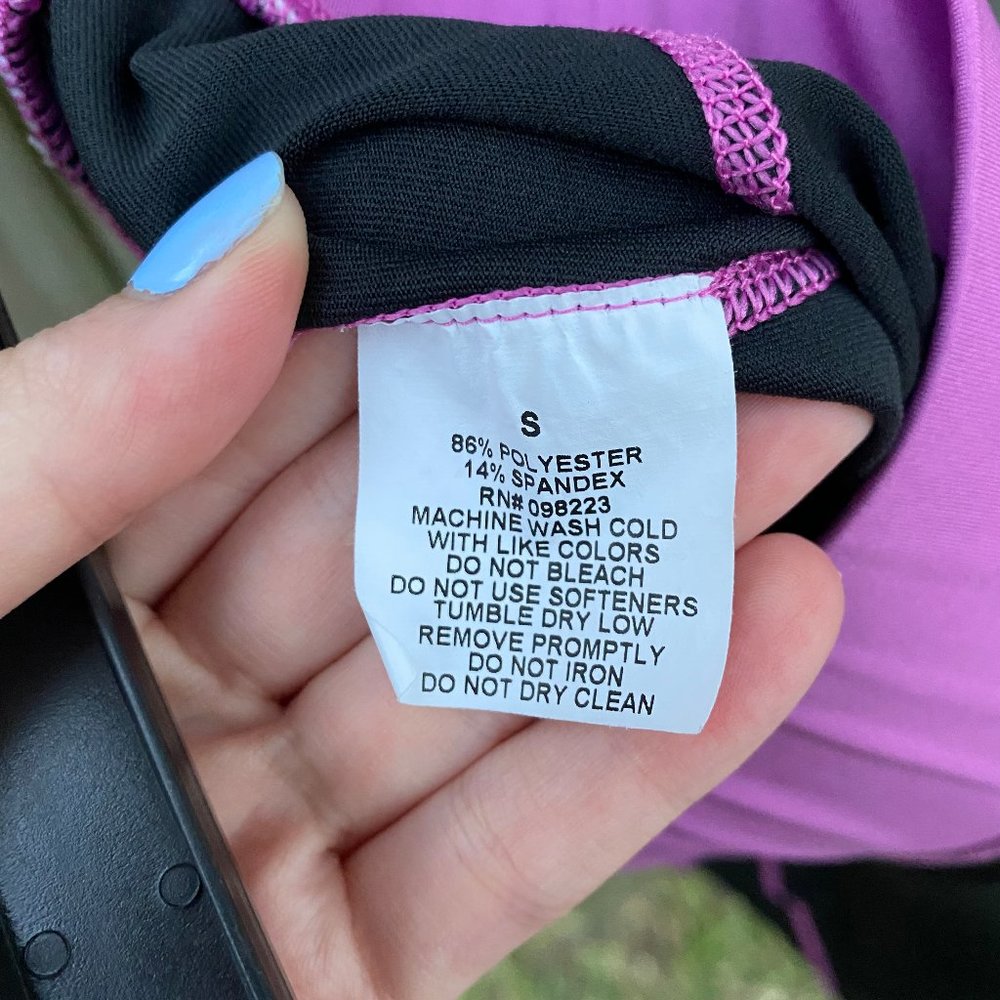 S
86% POLYESTER
14% SPANDEX
RN# 098223
MACHINE WASH COLD
WITH LIKE COLORS
DO NOT BLEACH
DO NOT USE SOFTENERS
TUMBLE DRY LOW
REMOVE PROMPTLY
DO NOT IRON
DO NOT DRY CLEAN